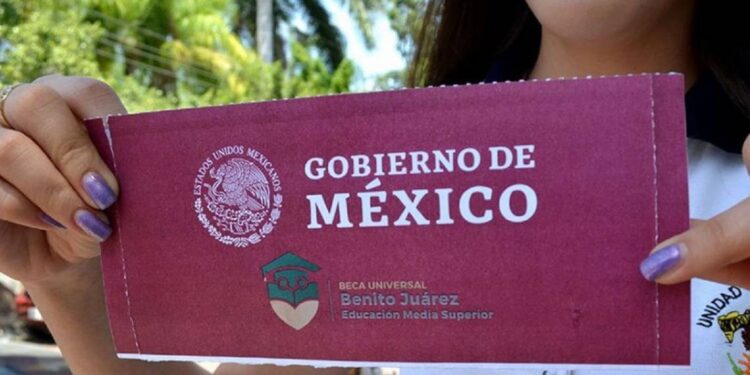 ESTADOS UNIDOS MEXICANOS
GOBIERNO DE
MÉXICO
BECA UNIVERSAL
Benito Juárez
Educación Media Superior
UNIDAD